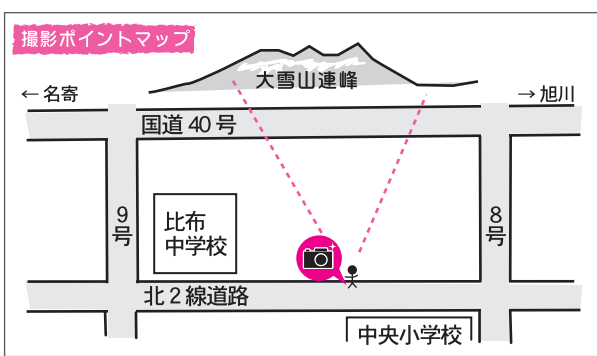 撮影ポイントマップ
大雪山連峰
← 名寄
→ 旭川
国道 40 号
9号
比布
中学校
8号
北 2 線道路
中央小学校